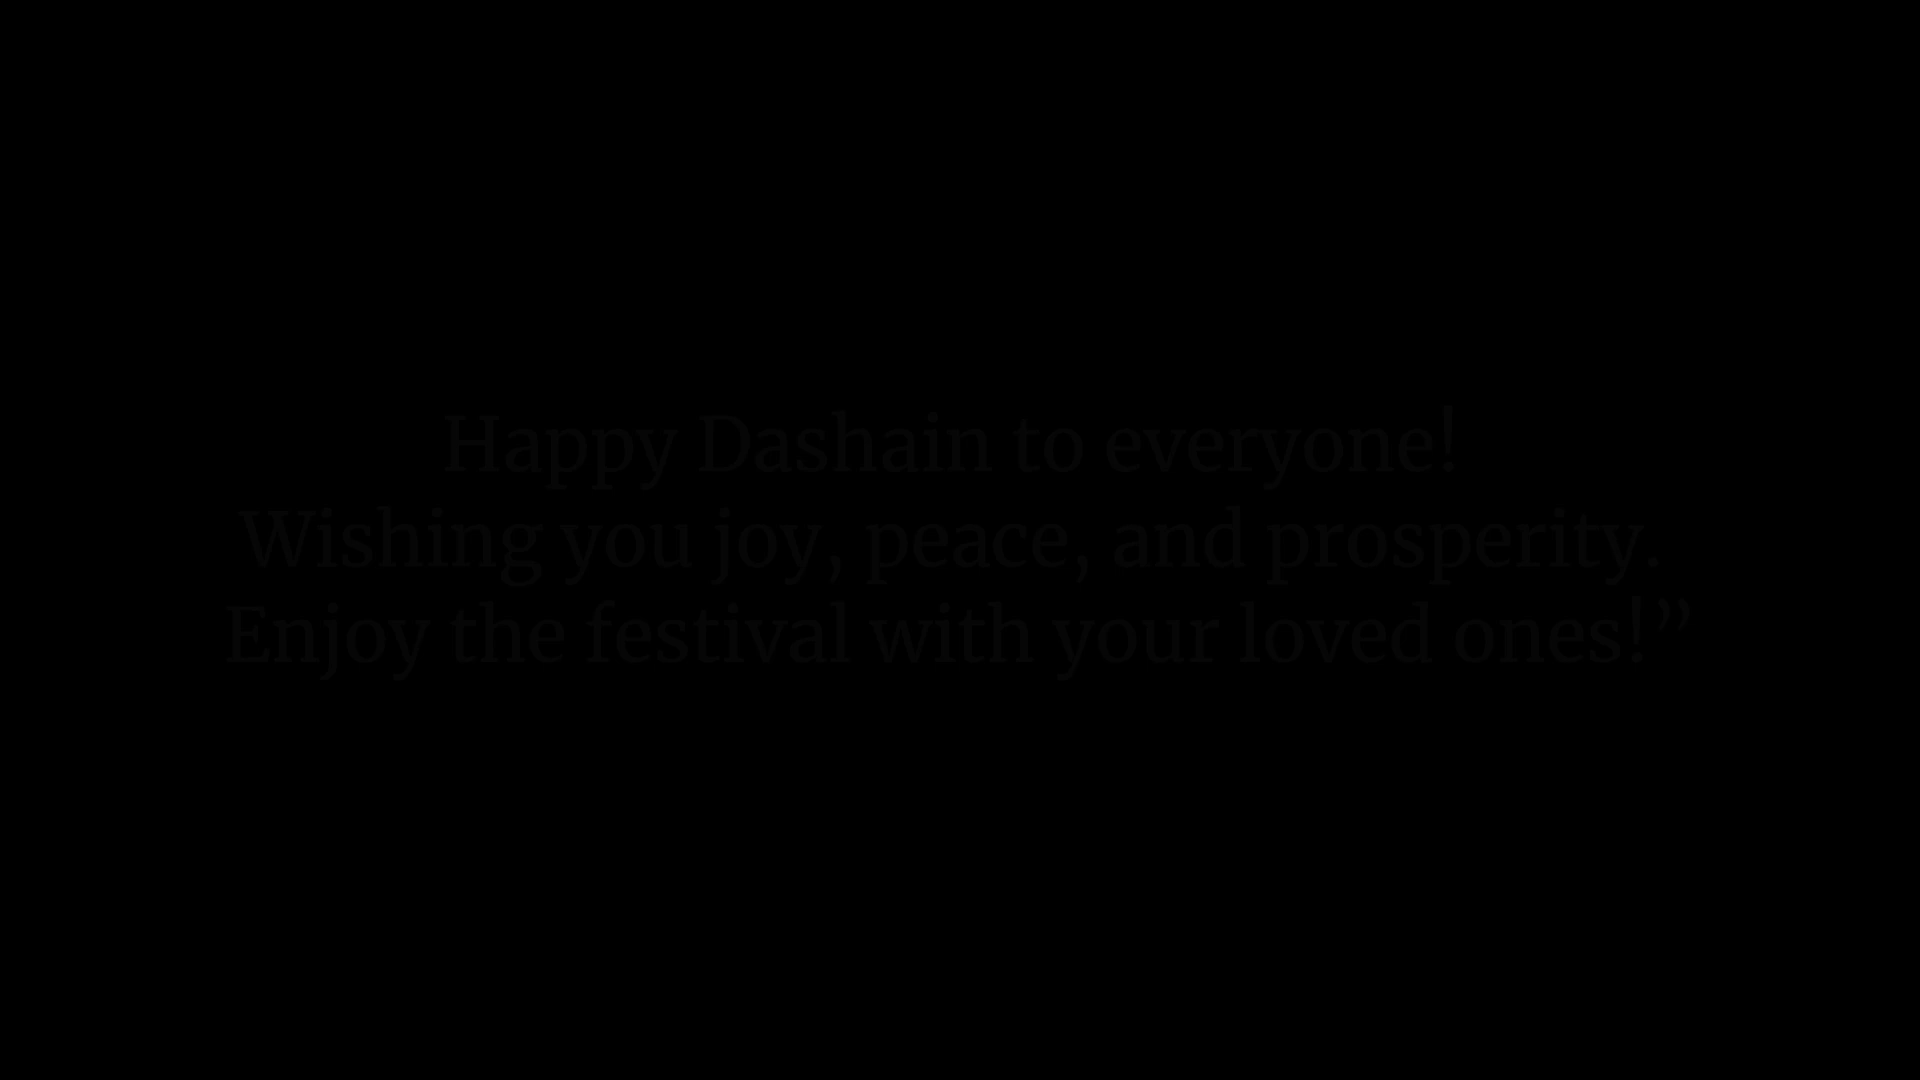 Happy Dashain to everyone!
Wishing you joy, peace, and prosperity.
Enjoy the festival with your loved ones!”